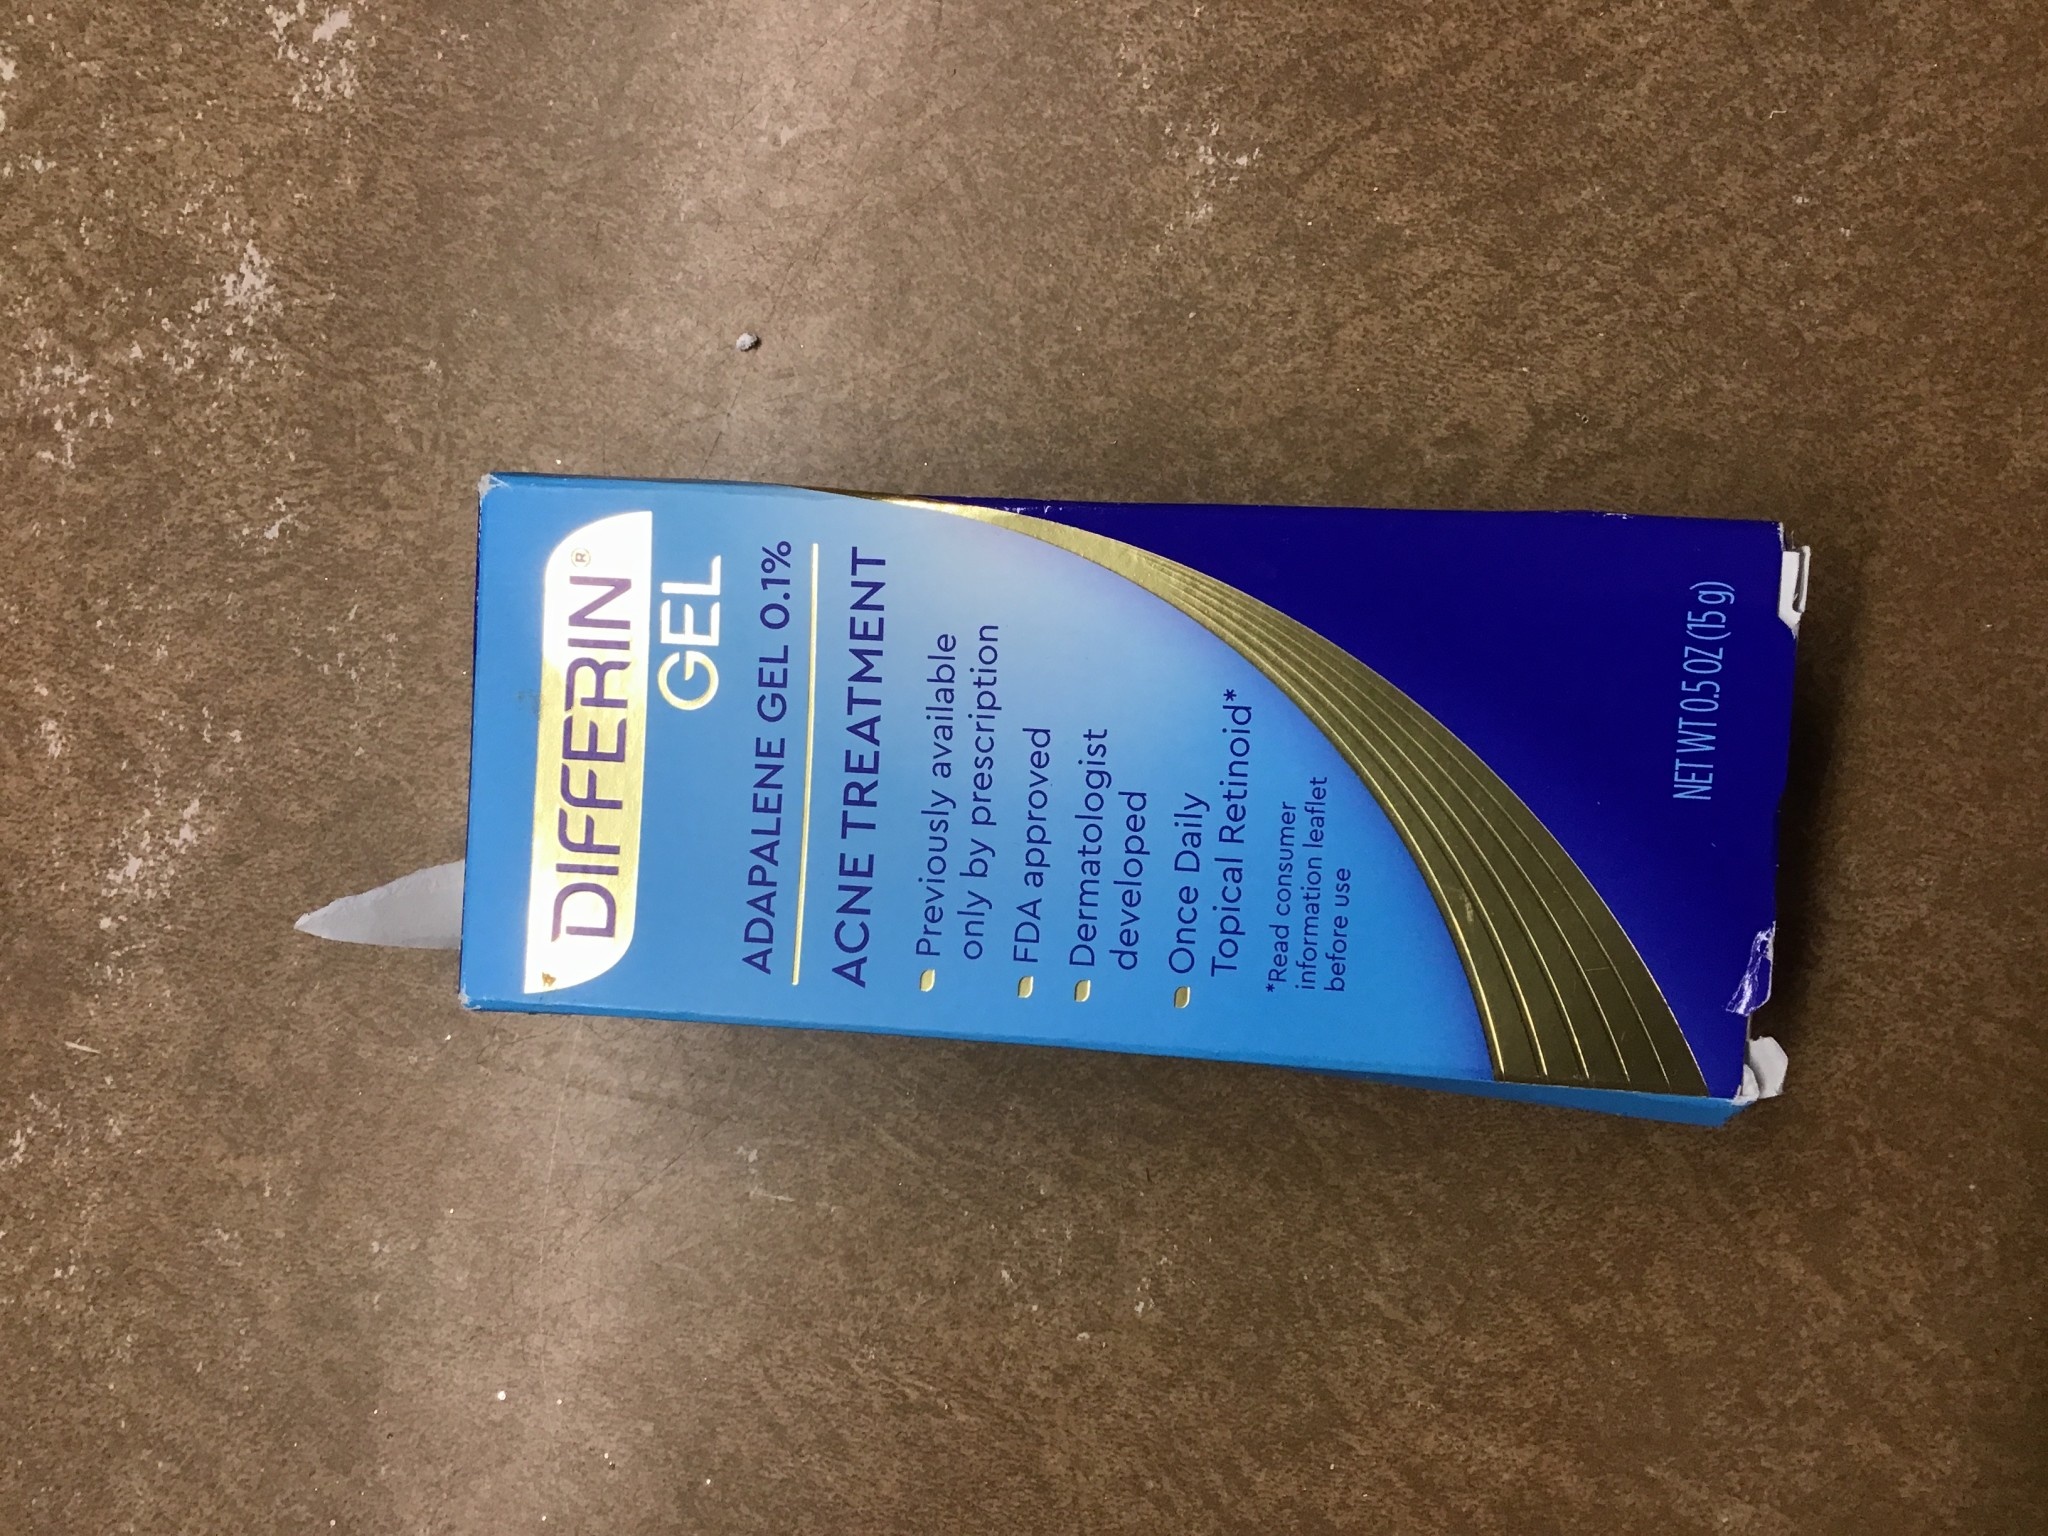 DIFFERIN®
GEL
ADAPALENE GEL 0.1%
ACNE TREATMENT
Previously available
only by prescription
FDA approved
Dermatologist
developed
Once Daily
Topical Retinoid*
*Read consumer
information leaflet
before use
NET WT 0.5 OZ (15 g)